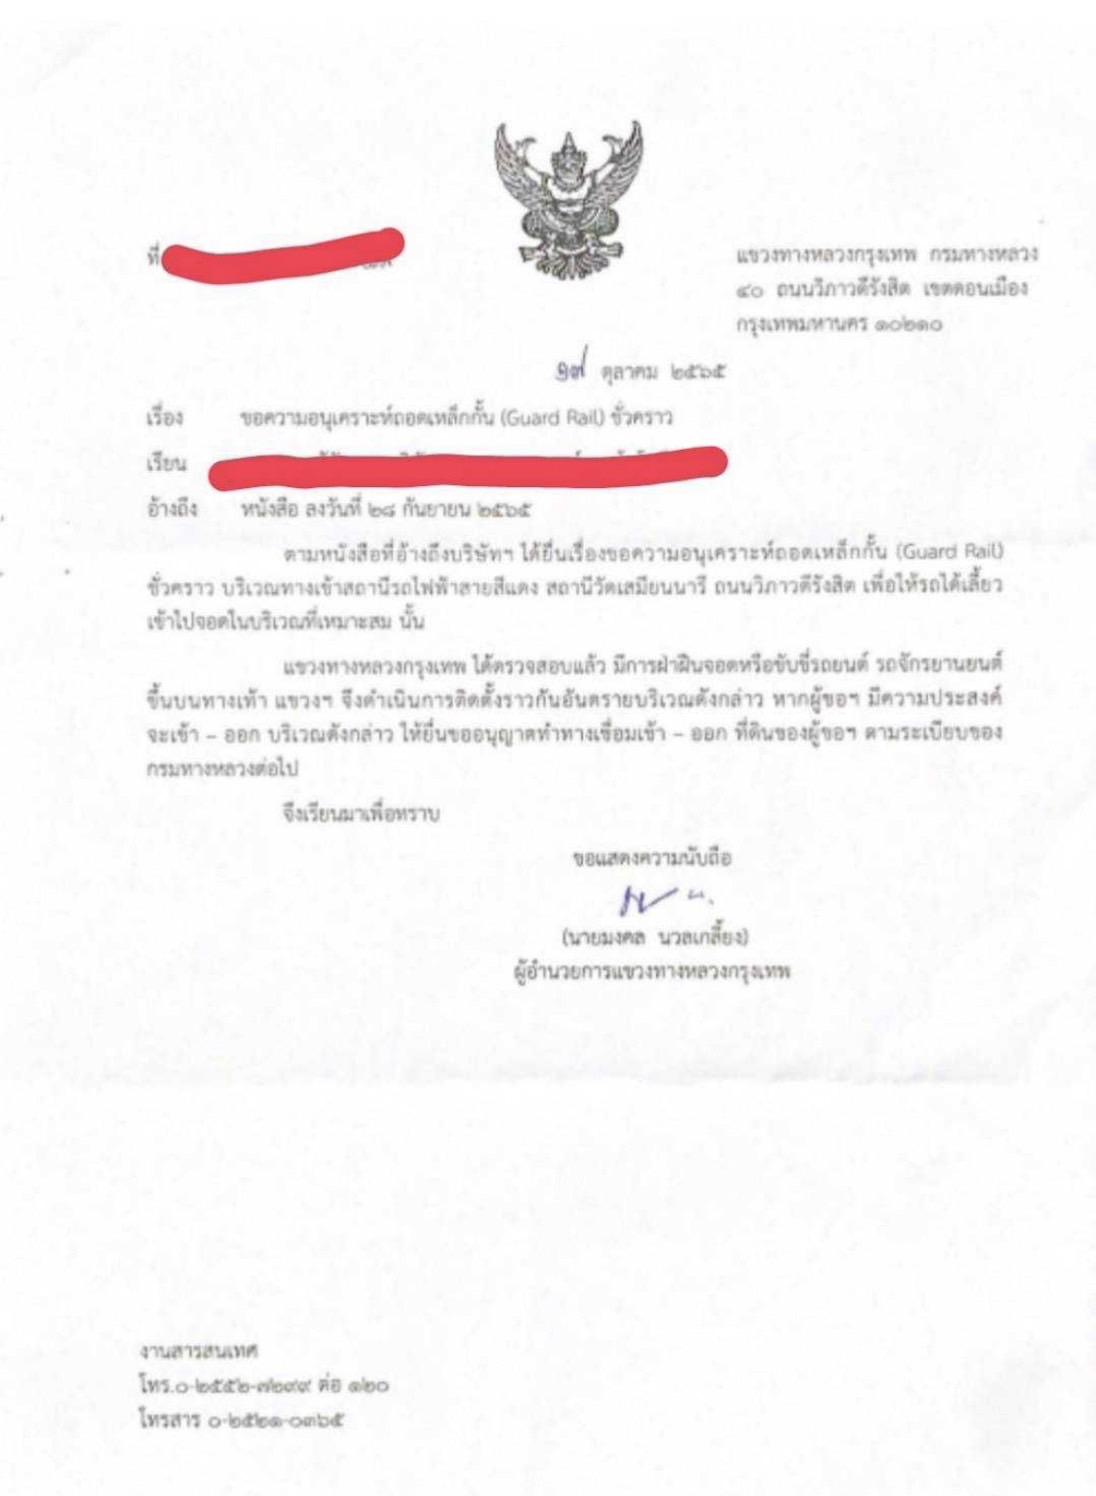 ที่
แขวงทางหลวงกรุงเทพ กรมทางหลวง
๔๐ ถนนวิภาวดีรังสิต เขตดอนเมือง
กรุงเทพมหานคร ๑๐๒๑๐
๑๗ ตุลาคม ๒๕๖๕
เรื่อง ขอความอนุเคราะห์ถอดเหล็กกั้น (Guard Rail) ชั่วคราว
เรียน
อ้างถึง หนังสือ ลงวันที่ ๒๘ กันยายน ๒๕๖๕
ตามหนังสือที่อ้างถึงบริษัทฯ ได้ยื่นเรื่องขอความอนุเคราะห์ถอดเหล็กกั้น (Guard Rail)
ชั่วคราว บริเวณทางเข้าสถานีรถไฟฟ้าสายสีแดง สถานีวัดเสมียนนารี ถนนวิภาวดีรังสิต เพื่อให้รถได้เลี้ยว
เข้าไปจอดในบริเวณที่เหมาะสม นั้น
แขวงทางหลวงกรุงเทพ ได้ตรวจสอบแล้ว มีการฝ่าฝืนจอดหรือขับขี่รถยนต์ รถจักรยานยนต์
ขึ้นบนทางเท้า แขวงฯ จึงดำเนินการติดตั้งราวกันอันตรายบริเวณดังกล่าว หากผู้ขอฯ มีความประสงค์
จะเข้า – ออก บริเวณดังกล่าว ให้ยื่นขออนุญาตทำทางเชื่อมเข้า – ออก ที่ดินของผู้ขอฯ ตามระเบียบของ
กรมทางหลวงต่อไป
จึงเรียนมาเพื่อทราบ
ขอแสดงความนับถือ
(นายมงคล นวลเกลี้ยง)
ผู้อำนวยการแขวงทางหลวงกรุงเทพ
งานสารสนเทศ
โทร.๐-๒๕๕๒-๗๒๙๙ ต่อ ๑๒๐
โทรสาร ๐-๒๕๒๑-๐๓๖๕